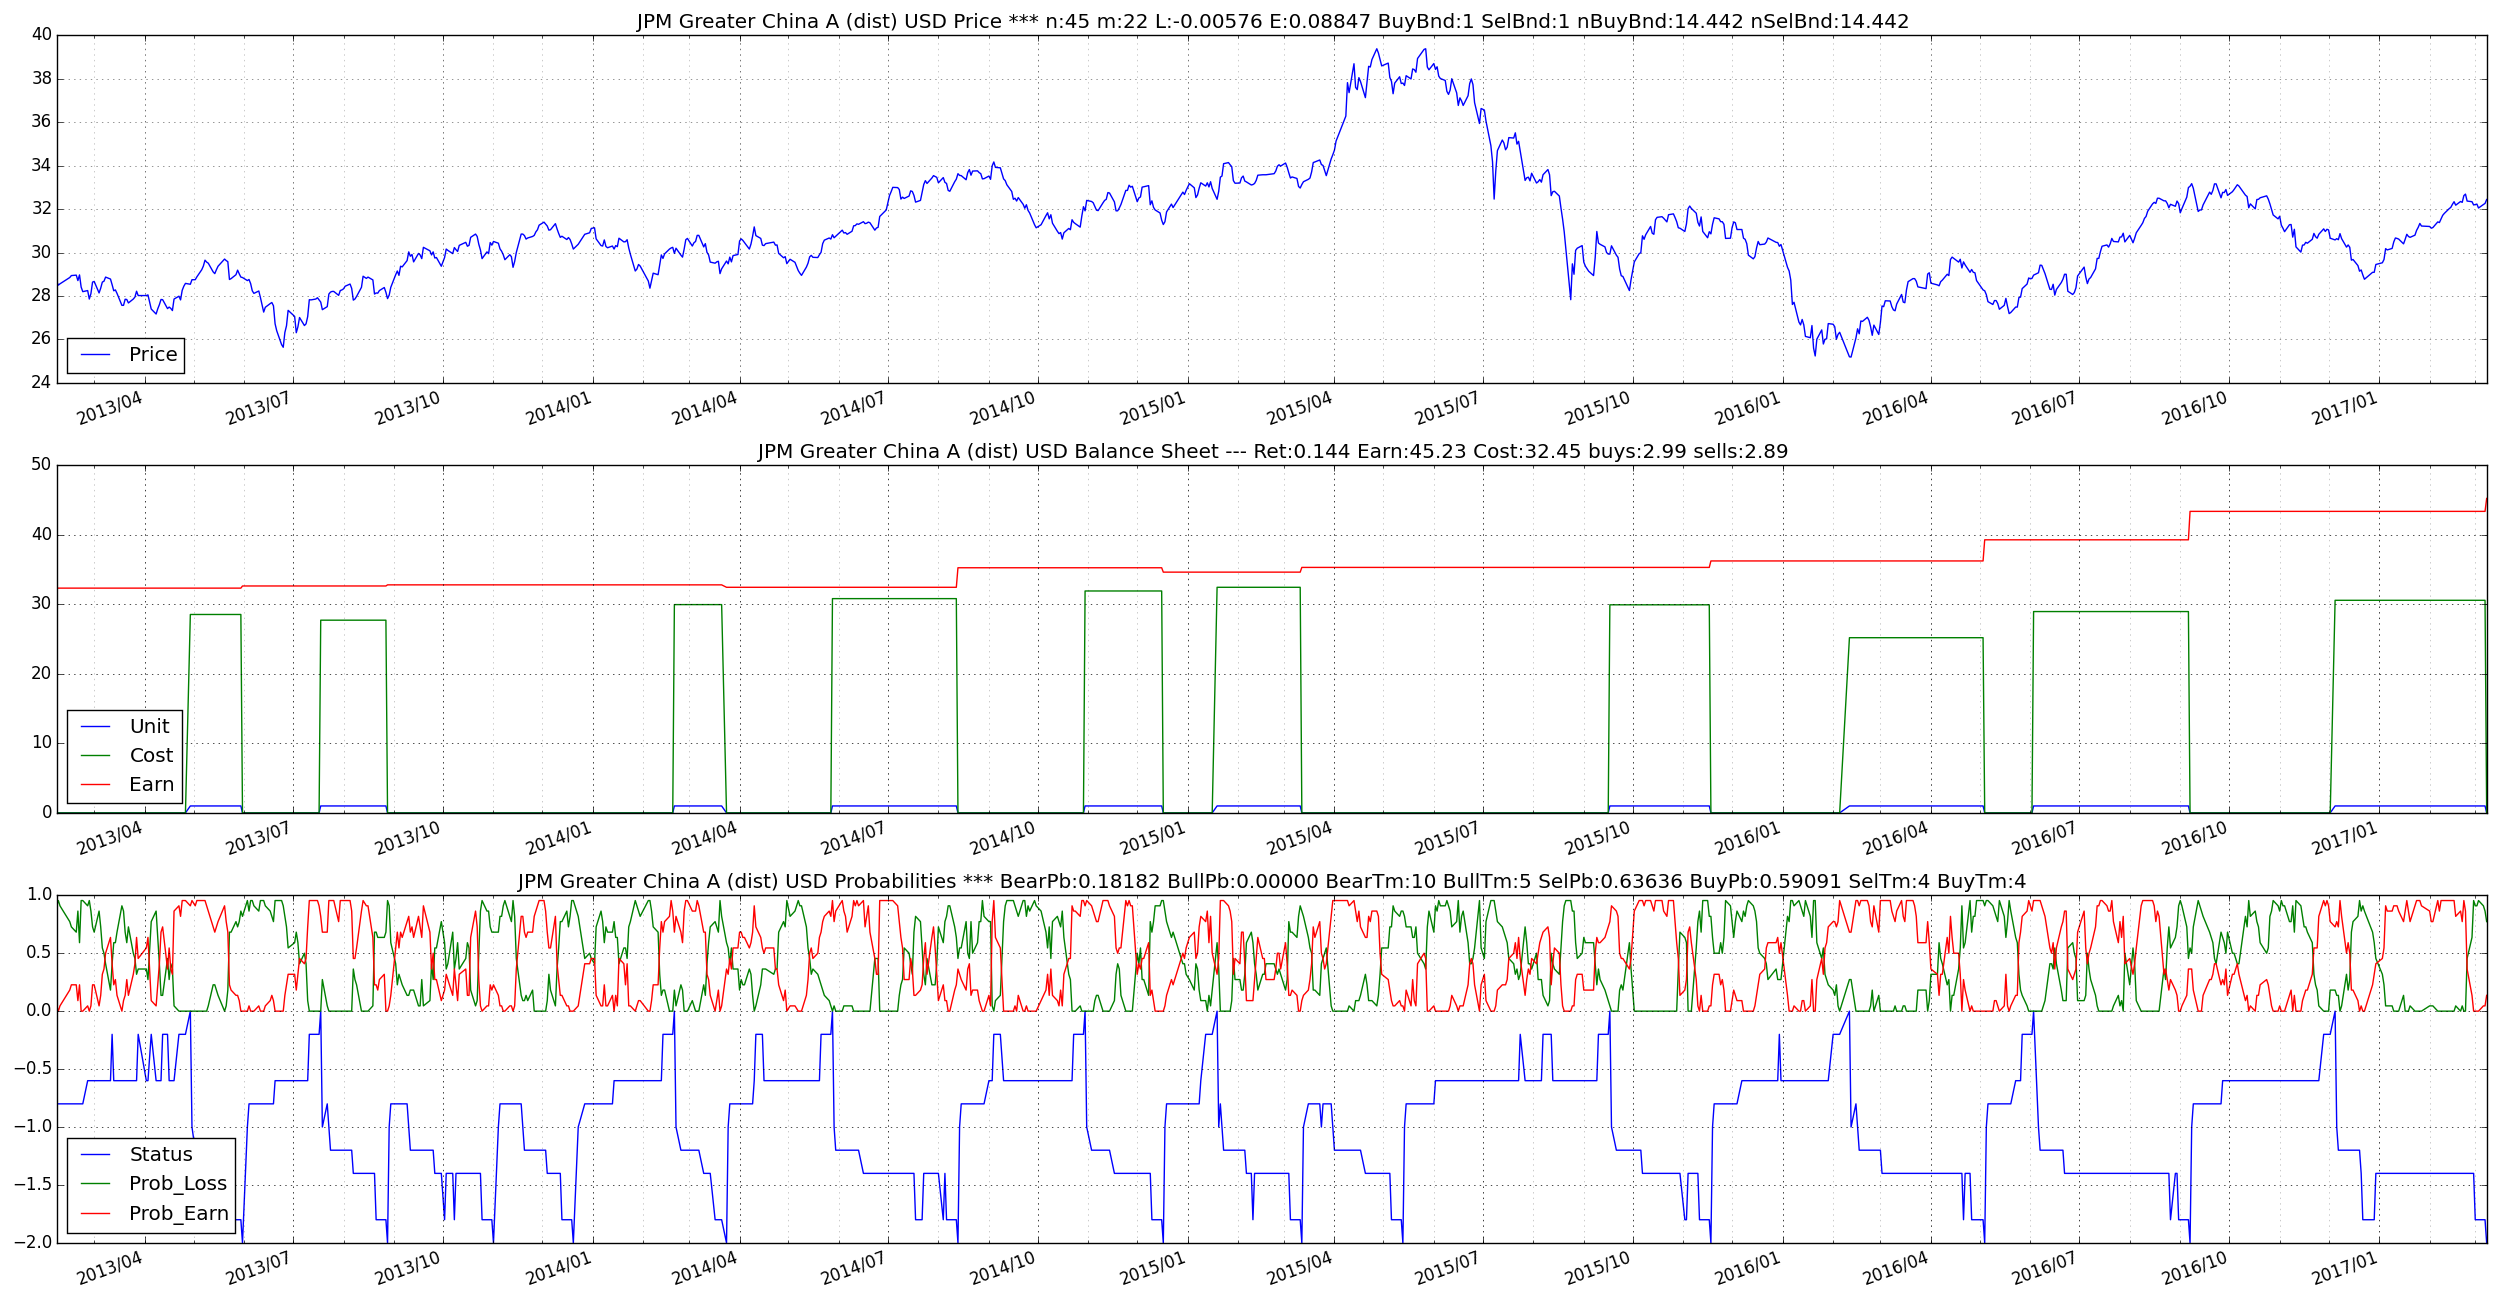 JPM Greater China A (dist) USD Price *** n:45 m:22 L:-0.00576 E:0.08847 BuyBnd:1 SelBnd:1 nBuyBnd:14.442 nSelBnd:14.442
40
38
36
34
32
30
28
26
24
Price
2013/04 2013/07 2013/10 2014/01 2014/04 2014/07 2014/10 2015/01 2015/04 2015/07 2015/10 2016/01 2016/04 2016/07 2016/10 2017/01
JPM Greater China A (dist) USD Balance Sheet --- Ret:0.144 Earn:45.23 Cost:32.45 buys:2.99 sells:2.89
50
40
30
20
10
0
Unit
Cost
Earn
2013/04 2013/07 2013/10 2014/01 2014/04 2014/07 2014/10 2015/01 2015/04 2015/07 2015/10 2016/01 2016/04 2016/07 2016/10 2017/01
JPM Greater China A (dist) USD Probabilities *** BearPb:0.18182 BullPb:0.00000 BearTm:10 BullTm:5 SelPb:0.63636 BuyPb:0.59091 SelTm:4 BuyTm:4
1.0
0.5
0.0
−0.5
−1.0
−1.5
−2.0
Status
Prob_Loss
Prob_Earn
2013/04 2013/07 2013/10 2014/01 2014/04 2014/07 2014/10 2015/01 2015/04 2015/07 2015/10 2016/01 2016/04 2016/07 2016/10 2017/01